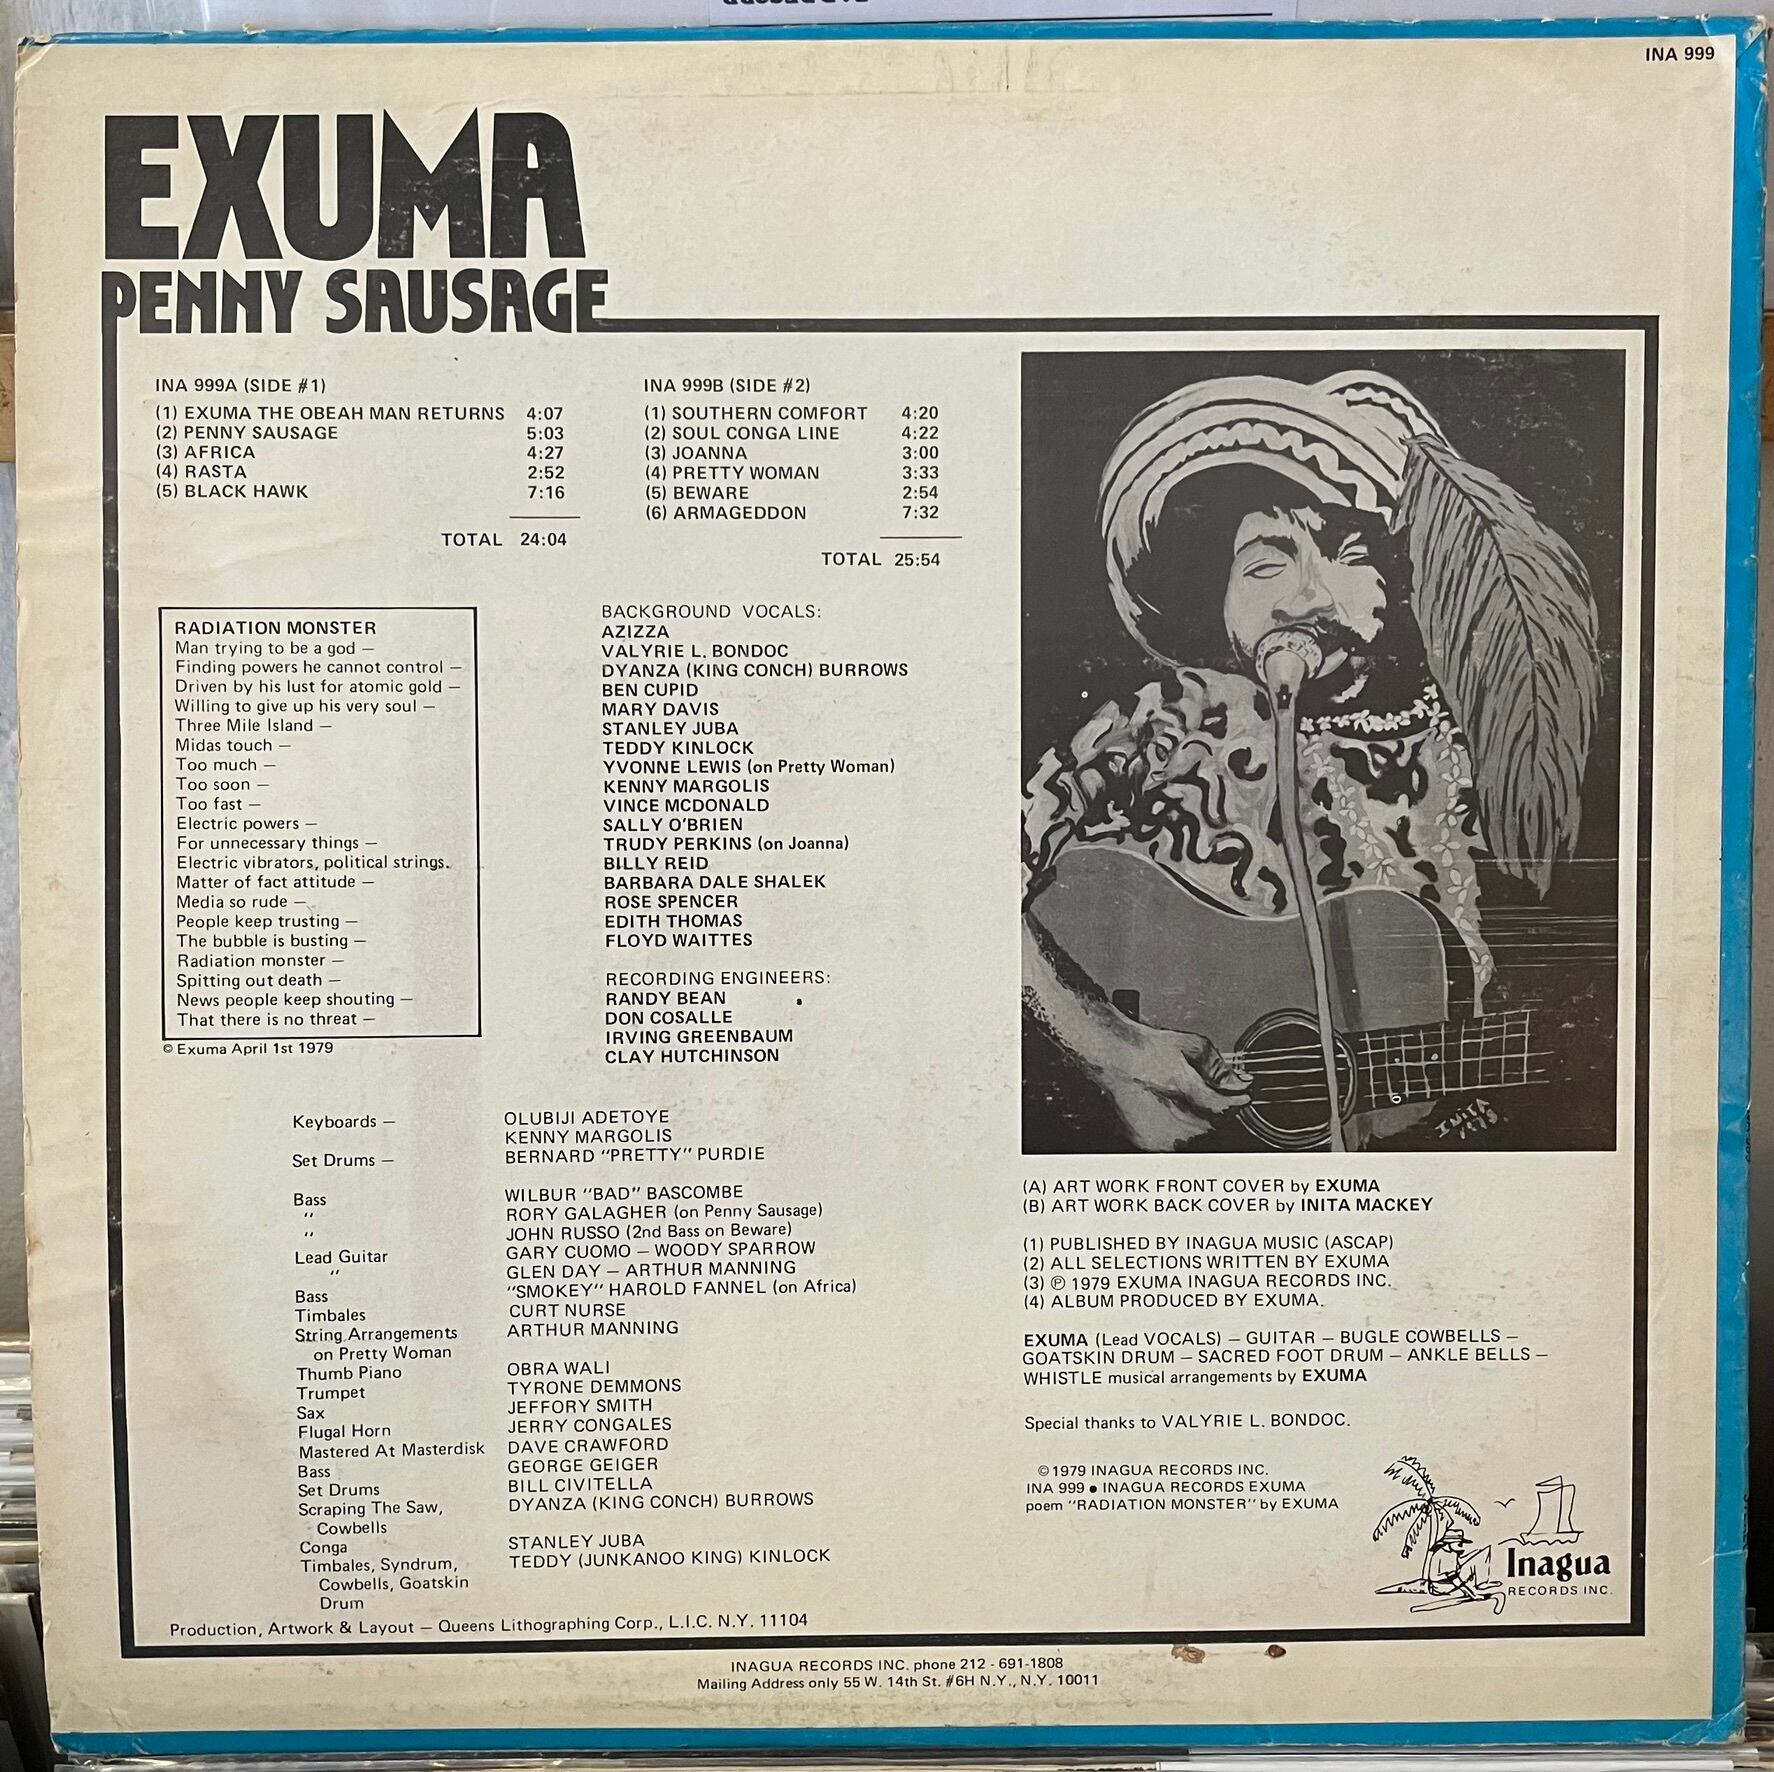 INA 999
EXUMA
PENNY SAUSAGE
INA 999A (SIDE #1)
(1) EXUMA THE OBEAH MAN RETURNS 4:07
(2) PENNY SAUSAGE 5:03
(3) AFRICA 4:27
(4) RASTA 2:52
(5) BLACK HAWK 7:16
TOTAL 24:04
INA 999B (SIDE #2)
(1) SOUTHERN COMFORT 4:20
(2) SOUL CONGA LINE 4:22
(3) JOANNA 3:00
(4) PRETTY WOMAN 3:33
(5) BEWARE 2:54
(6) ARMAGEDDON 7:32
TOTAL 25:54
RADIATION MONSTER
Man trying to be a god —
Finding powers he cannot control —
Driven by his lust for atomic gold —
Willing to give up his very soul —
Three Mile Island —
Midas touch —
Too much —
Too soon —
Too fast —
Electric powers —
For unnecessary things —
Electric vibrators, political strings.
Matter of fact attitude —
Media so rude —
People keep trusting —
The bubble is busting —
Radiation monster —
Spitting out death —
News people keep shouting —
That there is no threat —
© Exuma April 1st 1979
BACKGROUND VOCALS:
AZIZZA
VALYRIE L. BONDOC
DYANZA (KING CONCH) BURROWS
BEN CUPID
MARY DAVIS
STANLEY JUBA
TEDDY KINLOCK
YVONNE LEWIS (on Pretty Woman)
KENNY MARGOLIS
VINCE MCDONALD
SALLY O'BRIEN
TRUDY PERKINS (on Joanna)
BILLY REID
BARBARA DALE SHALEK
ROSE SPENCER
EDITH THOMAS
FLOYD WAITTES
RECORDING ENGINEERS:
RANDY BEAN
DON COSALLE
IRVING GREENBAUM
CLAY HUTCHINSON
Keyboards — OLUBIJI ADETOYE
KENNY MARGOLIS
Set Drums — BERNARD "PRETTY" PURDIE
Bass WILBUR "BAD" BASCOMBE
" RORY GALAGHER (on Penny Sausage)
" JOHN RUSSO (2nd Bass on Beware)
Lead Guitar GARY CUOMO — WOODY SPARROW
" GLEN DAY — ARTHUR MANNING
Bass "SMOKEY" HAROLD FANNEL (on Africa)
Timbales CURT NURSE
String Arrangements ARTHUR MANNING
on Pretty Woman
Thumb Piano OBRA WALI
Trumpet TYRONE DEMMONS
Sax JEFFORY SMITH
Flugal Horn JERRY CONGALES
Mastered At Masterdisk DAVE CRAWFORD
Bass GEORGE GEIGER
Set Drums BILL CIVITELLA
Scraping The Saw, DYANZA (KING CONCH) BURROWS
Cowbells
Conga STANLEY JUBA
Timbales, Syndrum, TEDDY (JUNKANOO KING) KINLOCK
Cowbells, Goatskin
Drum
Production, Artwork & Layout — Queens Lithographing Corp., L.I.C. N.Y. 11104
INITA
1979
(A) ART WORK FRONT COVER by EXUMA
(B) ART WORK BACK COVER by INITA MACKEY
(1) PUBLISHED BY INAGUA MUSIC (ASCAP)
(2) ALL SELECTIONS WRITTEN BY EXUMA
(3) ℗ 1979 EXUMA INAGUA RECORDS INC.
(4) ALBUM PRODUCED BY EXUMA.
EXUMA (Lead VOCALS) — GUITAR — BUGLE COWBELLS —
GOATSKIN DRUM — SACRED FOOT DRUM — ANKLE BELLS —
WHISTLE musical arrangements by EXUMA
Special thanks to VALYRIE L. BONDOC.
© 1979 INAGUA RECORDS INC.
INA 999 • INAGUA RECORDS EXUMA
poem "RADIATION MONSTER" by EXUMA
Inagua
RECORDS INC.
INAGUA RECORDS INC. phone 212 - 691-1808
Mailing Address only 55 W. 14th St. #6H N.Y., N.Y. 10011